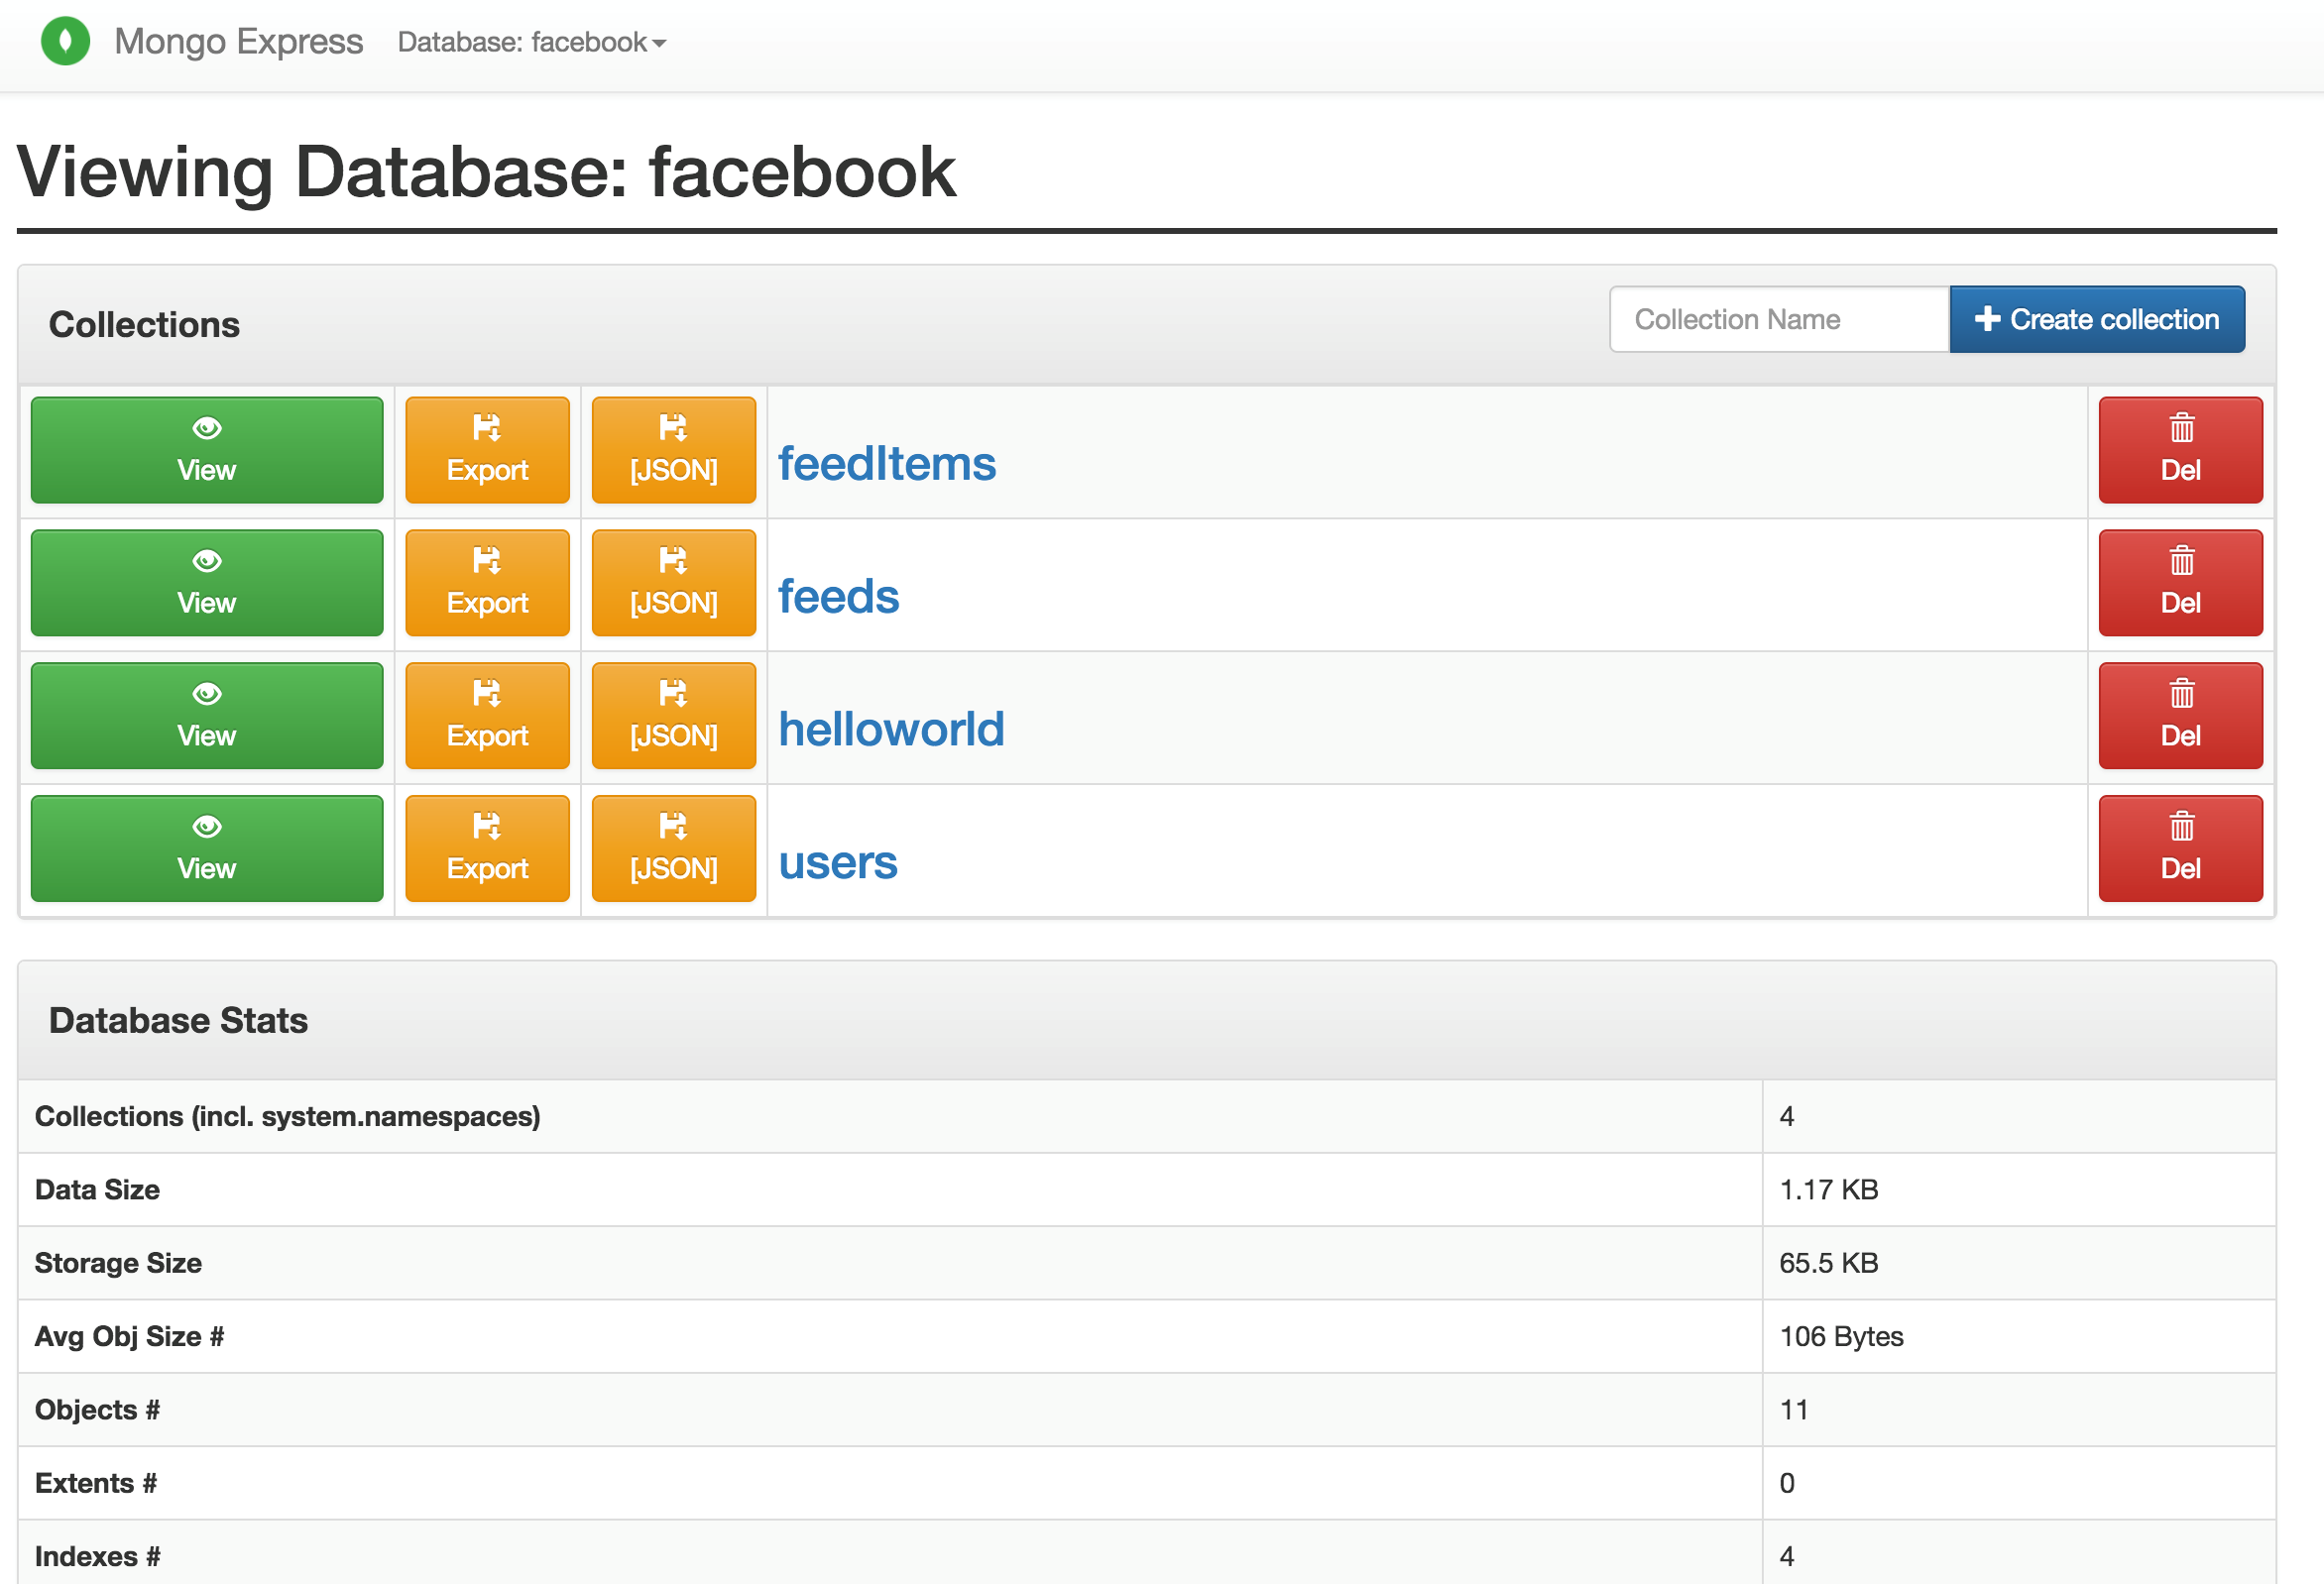 Mongo Express Database: facebook
Viewing Database: facebook
Collections
Collection Name
Create collection
View Export [JSON] feedItems Del
View Export [JSON] feeds Del
View Export [JSON] helloworld Del
View Export [JSON] users Del
Database Stats
Collections (incl. system.namespaces) 4
Data Size 1.17 KB
Storage Size 65.5 KB
Avg Obj Size # 106 Bytes
Objects # 11
Extents # 0
Indexes # 4